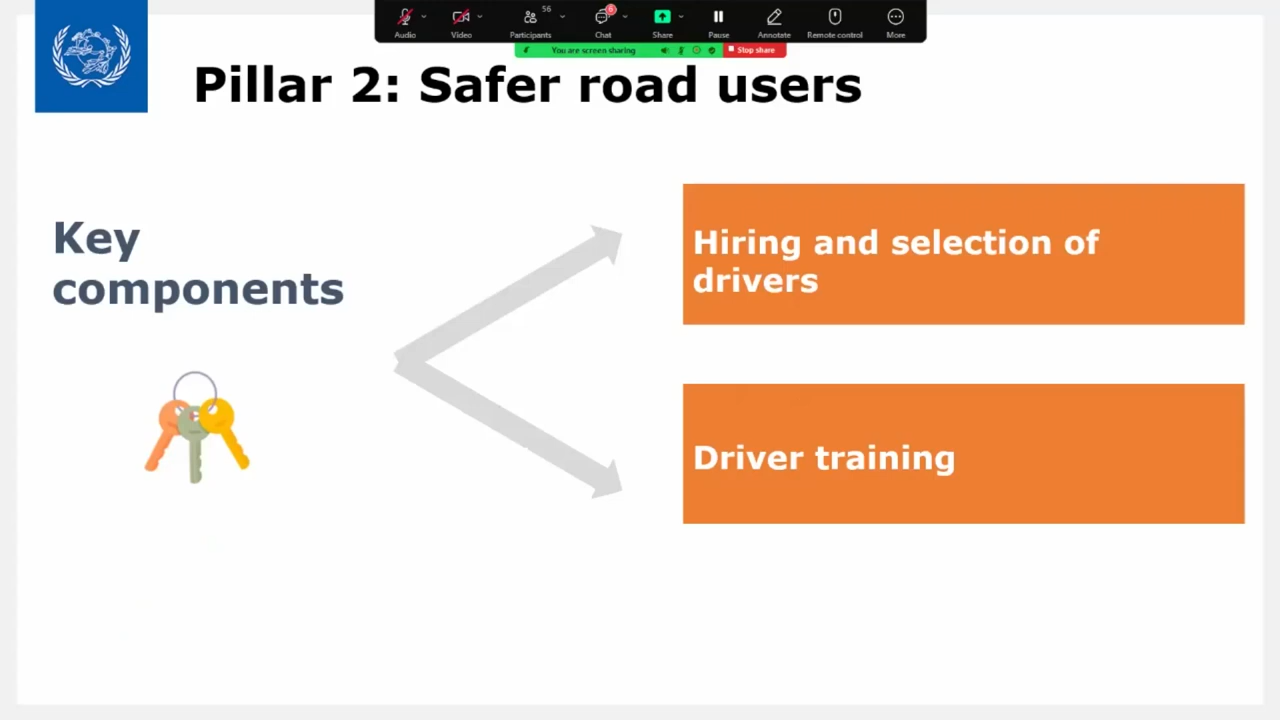 56
6
Audio
Video
Participants
Chat
Share
Pause
Annotate
Remote control
More
You are screen sharing
Stop share
Pillar 2: Safer road users
Key
components
Hiring and selection of
drivers
Driver training